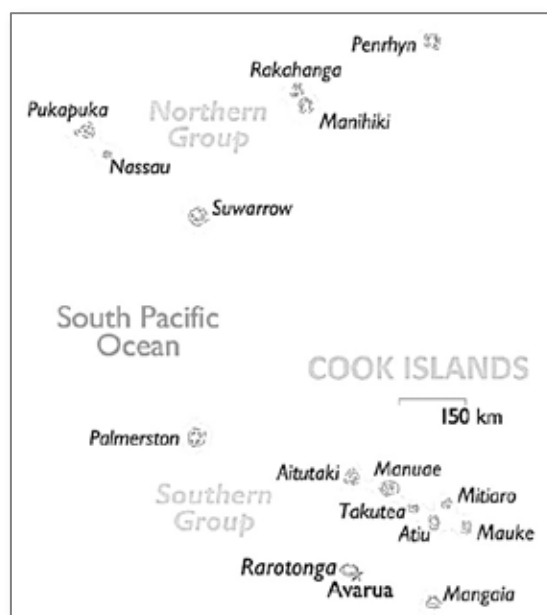 Penrhyn
Rakahanga
Pukapuka
Northern
Group
Manihiki
Nassau
Suwarrow
South Pacific
Ocean
COOK ISLANDS
150 km
Palmerston
Aitutaki
Manuae
Southern
Group
Takutea
Mitiaro
Atiu
Mauke
Rarotonga
Avarua
Mangaia